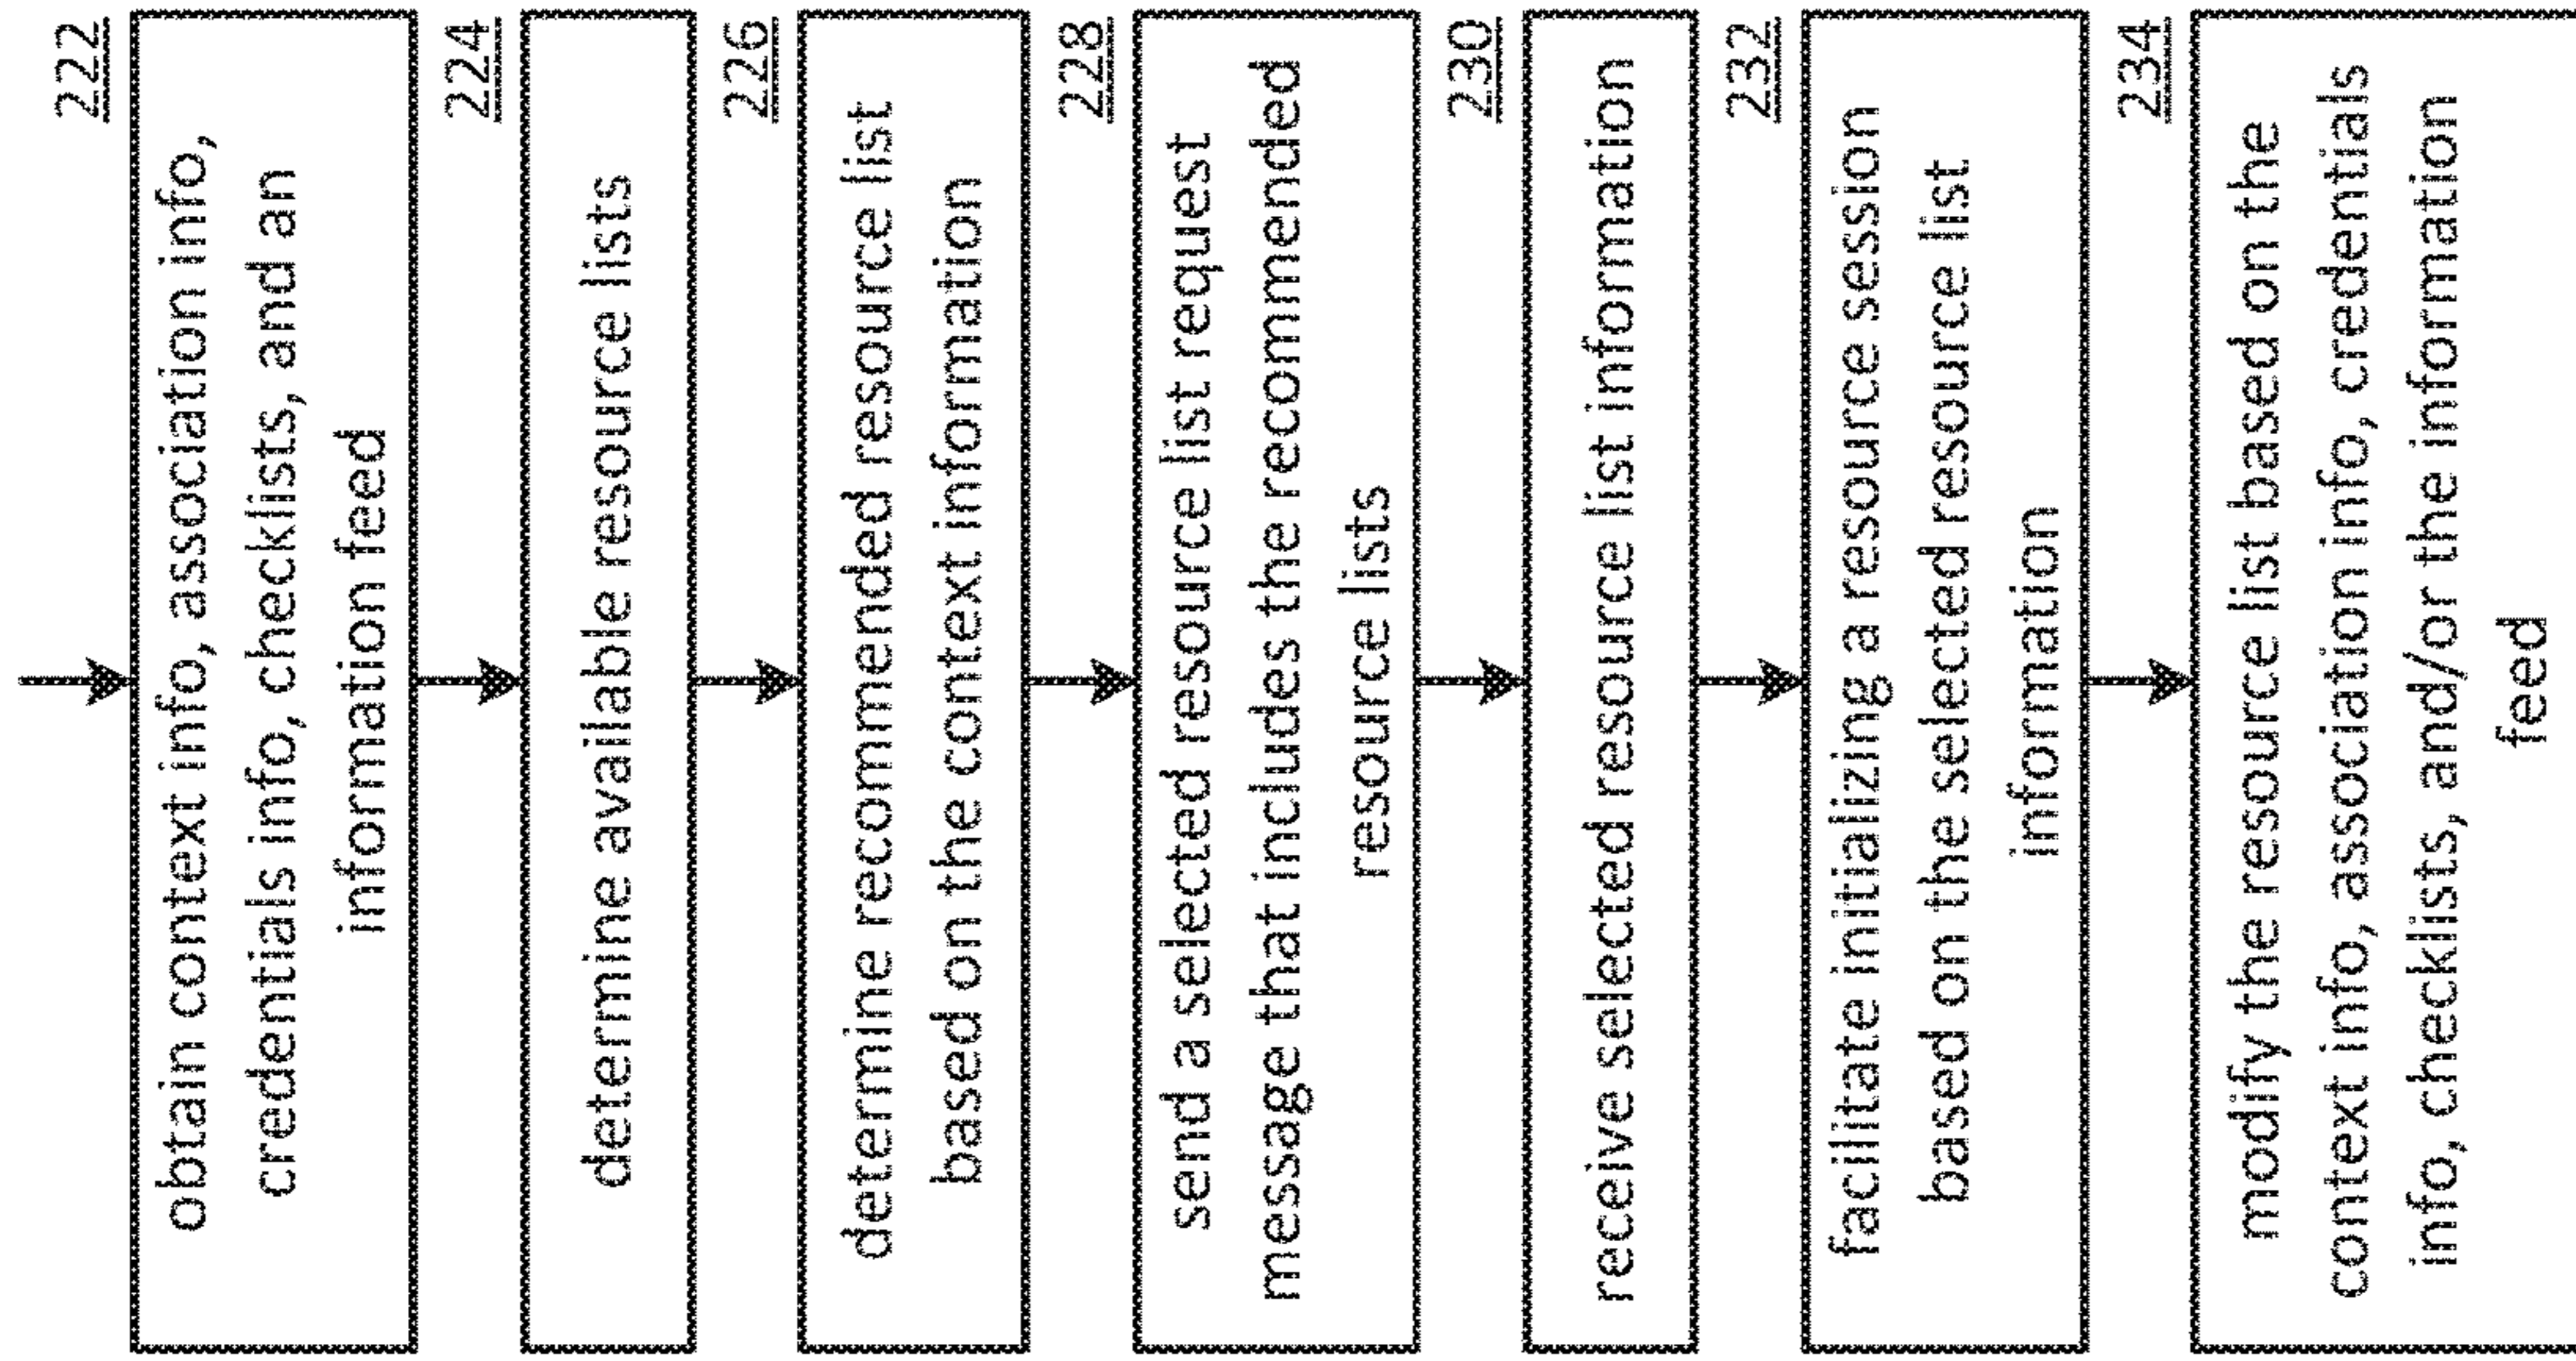 222
obtain context info, association info,
credentials info, checklists, and an
information feed
224
determine available resource lists
226
determine recommended resource list
based on the context information
228
send a selected resource list request
message that includes the recommended
resource lists
230
receive selected resource list information
232
facilitate initializing a resource session
based on the selected resource list
information
234
modify the resource list based on the
context info, association info, credentials
info, checklists, and/or the information
feed